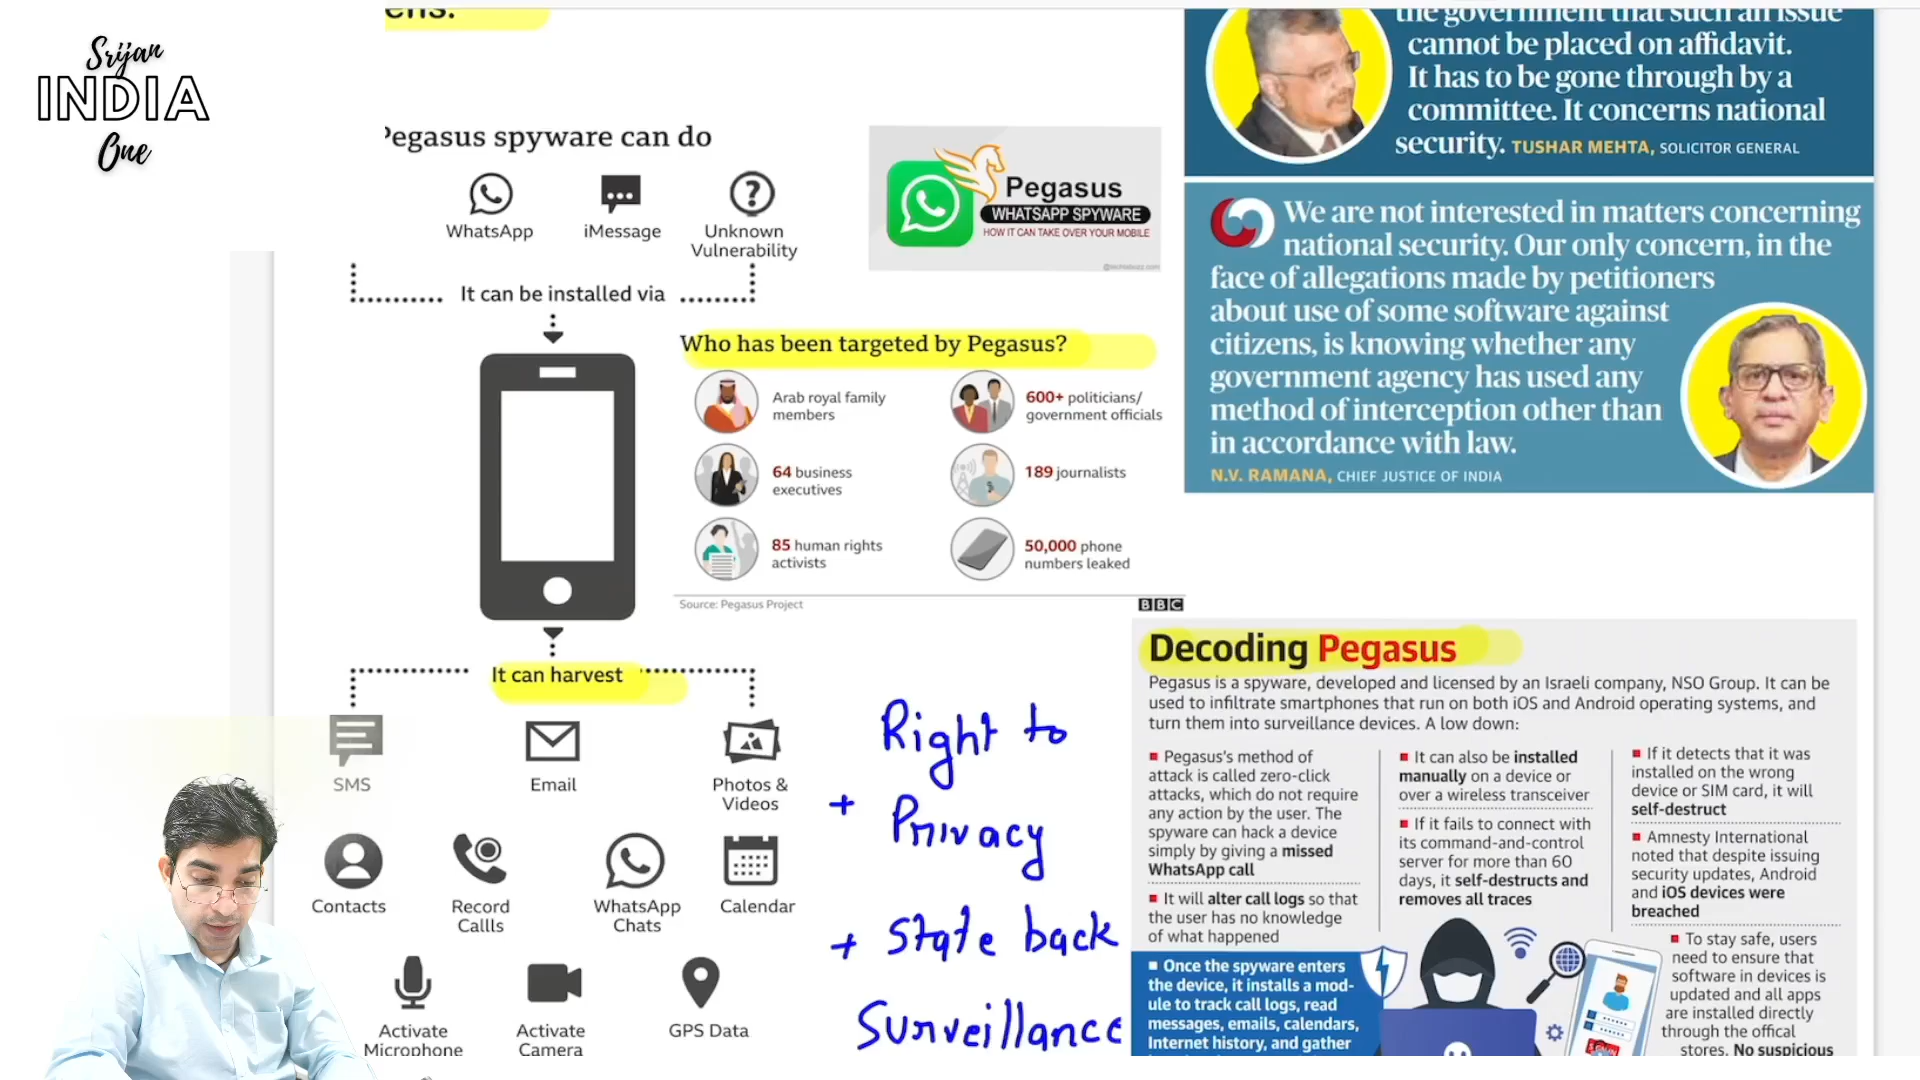 Srijan
INDIA
One
ens.
Pegasus spyware can do
WhatsApp
iMessage
Unknown
Vulnerability
It can be installed via
Pegasus
WHATSAPP SPYWARE
HOW IT CAN TAKE OVER YOUR MOBILE
Who has been targeted by Pegasus?
Arab royal family
members
600+ politicians/
government officials
64 business
executives
189 journalists
85 human rights
activists
50,000 phone
numbers leaked
Source: Pegasus Project
BBC
It can harvest
SMS
Email
Photos &
Videos
Contacts
Record
Callls
WhatsApp
Chats
Calendar
Activate
Microphone
Activate
Camera
GPS Data
Right to
+ Privacy
+ State back
Surveillance
the government that such an issue
cannot be placed on affidavit.
It has to be gone through by a
committee. It concerns national
security. TUSHAR MEHTA, SOLICITOR GENERAL
We are not interested in matters concerning
national security. Our only concern, in the
face of allegations made by petitioners
about use of some software against
citizens, is knowing whether any
government agency has used any
method of interception other than
in accordance with law.
N.V. RAMANA, CHIEF JUSTICE OF INDIA
Decoding Pegasus
Pegasus is a spyware, developed and licensed by an Israeli company, NSO Group. It can be
used to infiltrate smartphones that run on both iOS and Android operating systems, and
turn them into surveillance devices. A low down:
Pegasus's method of
attack is called zero-click
attacks, which do not require
any action by the user. The
spyware can hack a device
simply by giving a missed
WhatsApp call
It will alter call logs so that
the user has no knowledge
of what happened
Once the spyware enters
the device, it installs a mod-
ule to track call logs, read
messages, emails, calendars,
Internet history, and gather
It can also be installed
manually on a device or
over a wireless transceiver
If it fails to connect with
its command-and-control
server for more than 60
days, it self-destructs and
removes all traces
If it detects that it was
installed on the wrong
device or SIM card, it will
self-destruct
Amnesty International
noted that despite issuing
security updates, Android
and iOS devices were
breached
To stay safe, users
need to ensure that
software in devices is
updated and all apps
are installed directly
through the offical
stores. No suspicious